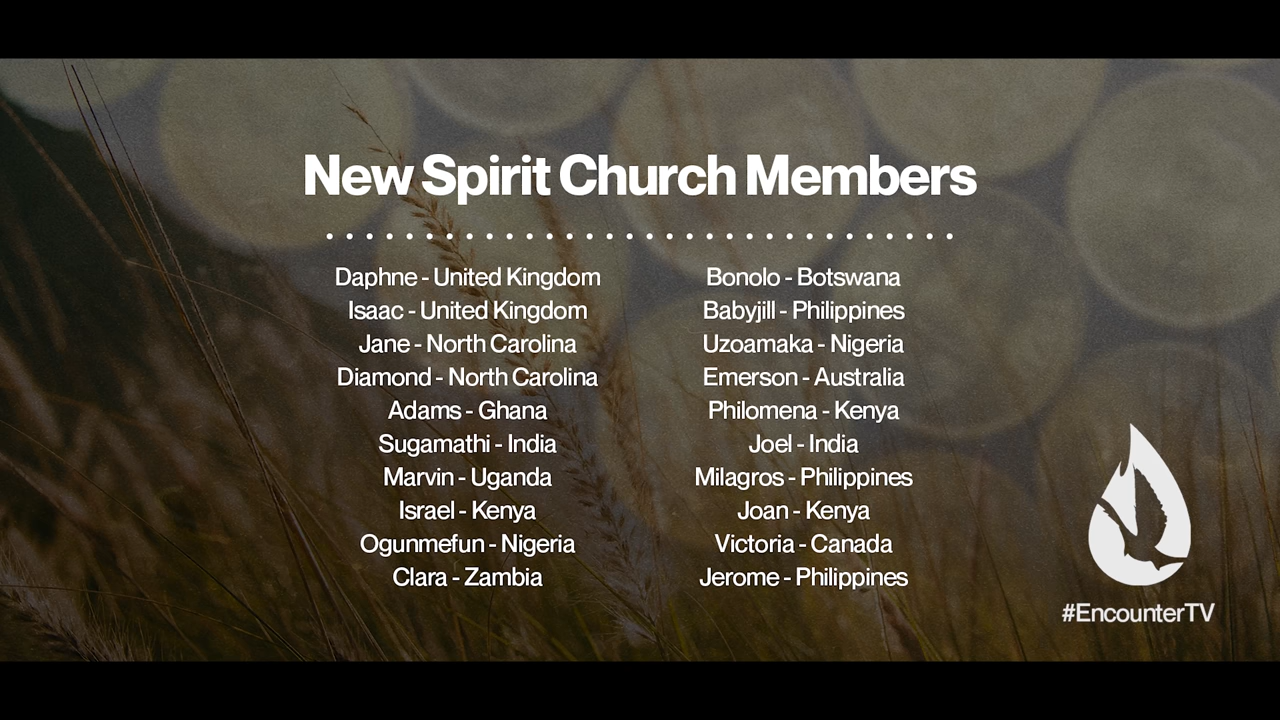 New Spirit Church Members
Daphne - United Kingdom
Isaac - United Kingdom
Jane - North Carolina
Diamond - North Carolina
Adams - Ghana
Sugamathi - India
Marvin - Uganda
Israel - Kenya
Ogunmefun - Nigeria
Clara - Zambia
Bonolo - Botswana
Babyjill - Philippines
Uzoamaka - Nigeria
Emerson - Australia
Philomena - Kenya
Joel - India
Milagros - Philippines
Joan - Kenya
Victoria - Canada
Jerome - Philippines
#EncounterTV